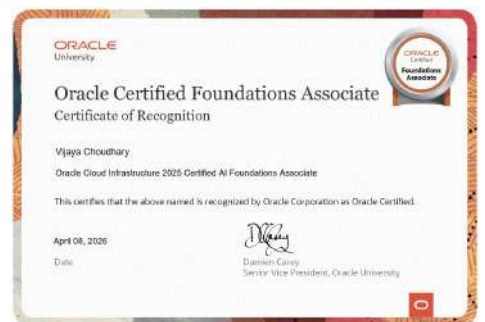 ORACLE
University
ORACLE
Certified
Foundations
Associate
Oracle Certified Foundations Associate
Certificate of Recognition
Vijaya Choudhary
Oracle Cloud Infrastructure 2025 Certified AI Foundations Associate
This certifies that the above named is recognized by Oracle Corporation as Oracle Certified.
April 08, 2026
Date
Damien Carey
Senior Vice President, Oracle University